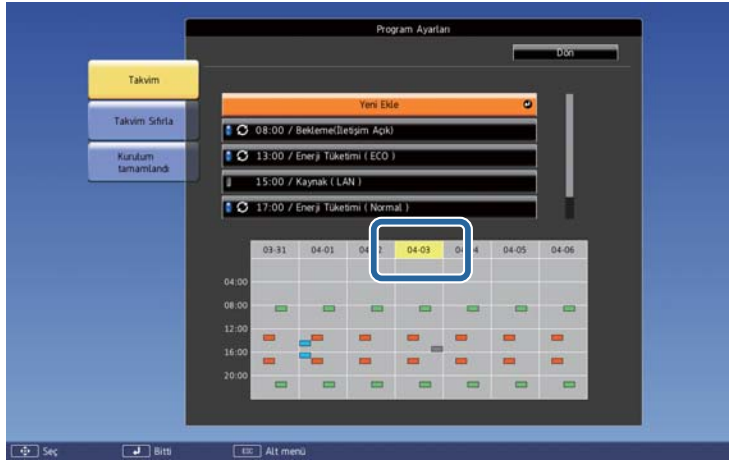 Program Ayarları
Dön
Takvim
Takvim Sıfırla
Kurulum
tamamlandı
Yeni Ekle
08:00 / Bekleme(İletişim Açık)
13:00 / Enerji Tüketimi ( ECO )
15:00 / Kaynak ( LAN )
17:00 / Enerji Tüketimi ( Normal )
03-31 04-01 04-03 04-05 04-06
04:00
08:00
12:00
16:00
20:00
Seç Bitti ESC Alt menü